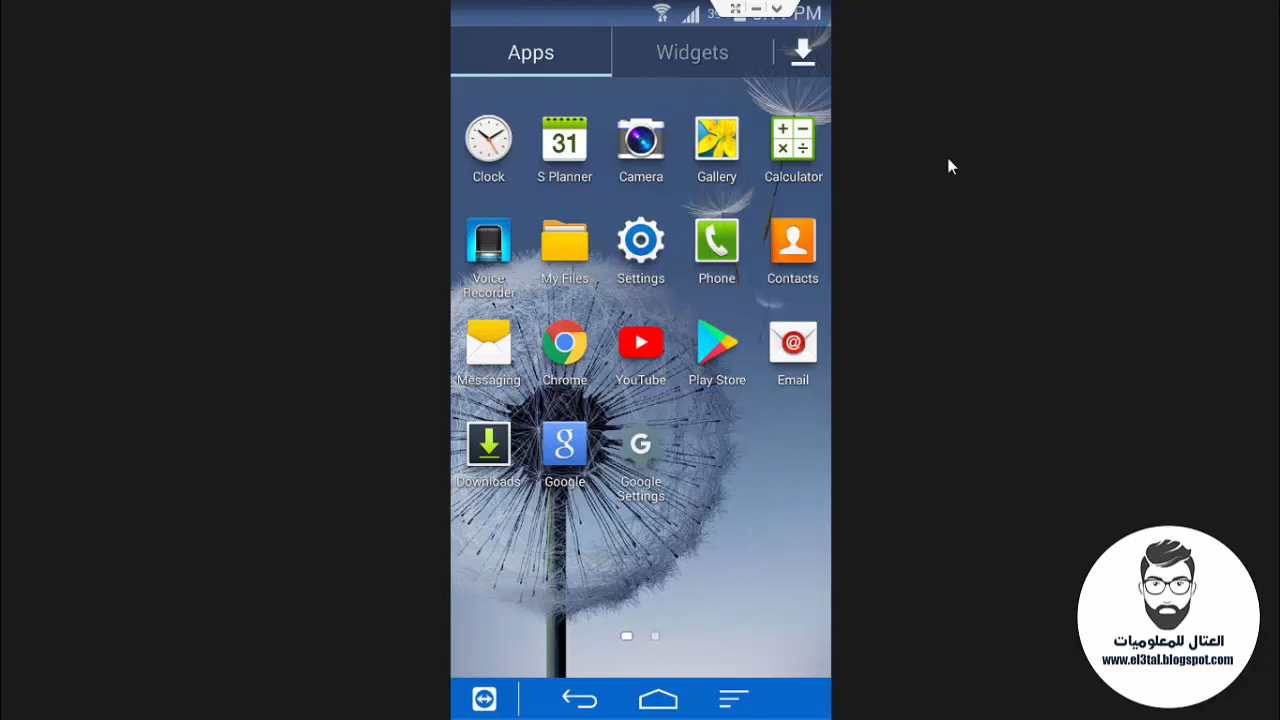 PM
Apps
Widgets
Clock
31
S Planner
Camera
Gallery
Calculator
Voice
Recorder
My Files
Settings
Phone
Contacts
Messaging
Chrome
YouTube
Play Store
@
Email
Downloads
g
Google
G
Google
Settings
العتال للمعلوميات
www.el3tal.blogspot.com